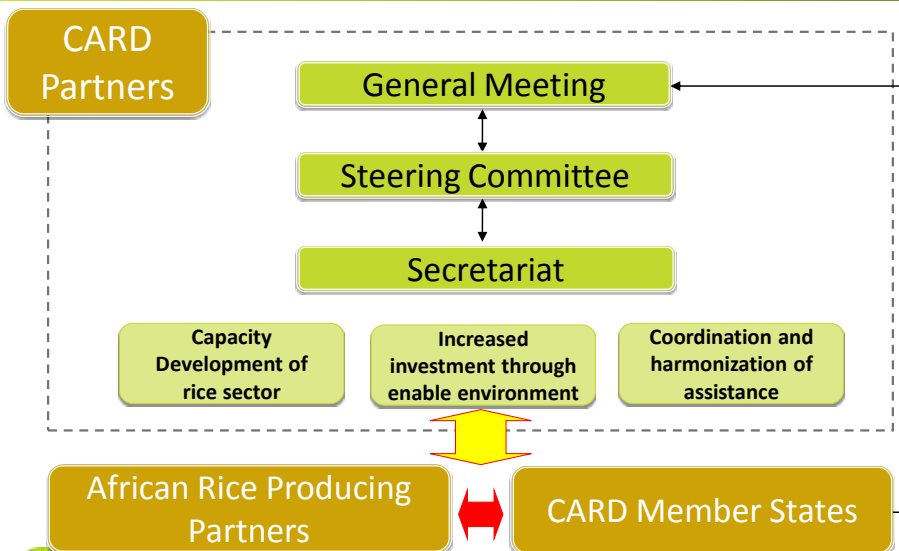 CARD
Partners
General Meeting
Steering Committee
Secretariat
Capacity
Development of
rice sector
Increased
investment through
enable environment
Coordination and
harmonization of
assistance
African Rice Producing
Partners
CARD Member States